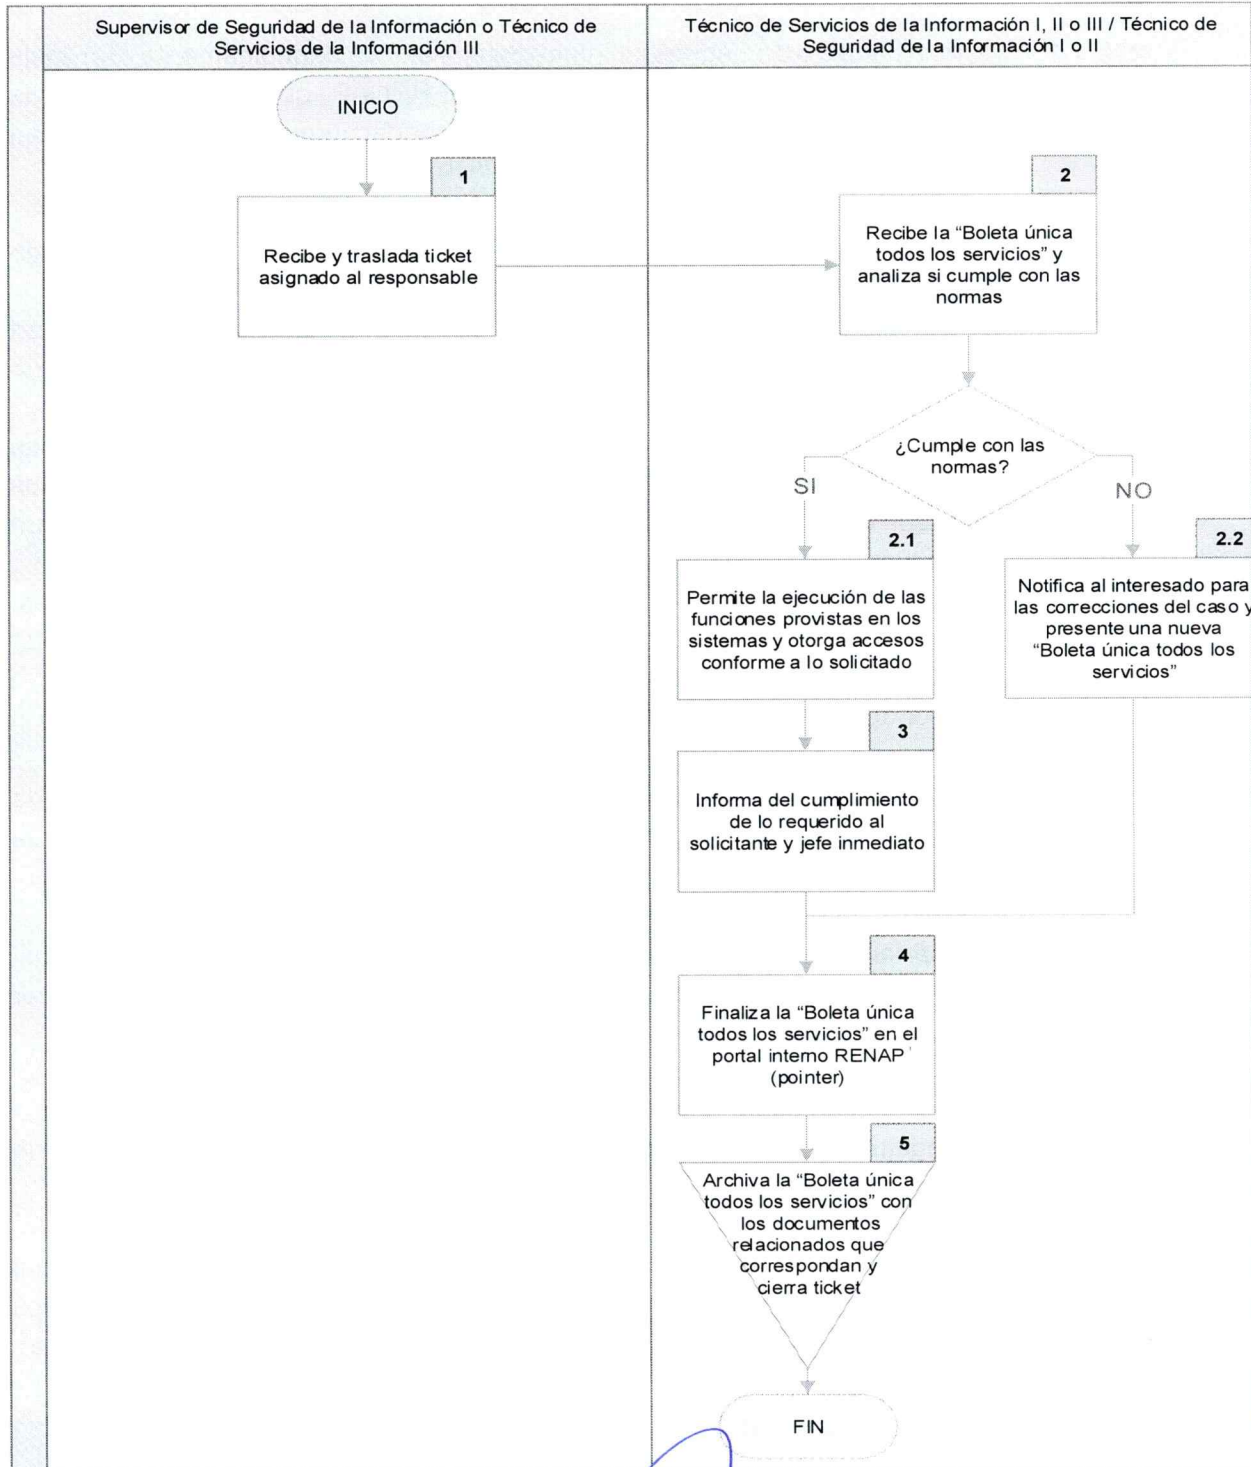 Supervisor de Seguridad de la Información o Técnico de
Servicios de la Información III
Técnico de Servicios de la Información I, II o III / Técnico de
Seguridad de la Información I o II
INICIO
1
Recibe y traslada ticket
asignado al responsable
2
Recibe la “Boleta única
todos los servicios” y
analiza si cumple con las
normas
¿Cumple con las
normas?
SI
NO
2.1
Permite la ejecución de las
funciones provistas en los
sistemas y otorga accesos
conforme a lo solicitado
2.2
Notifica al interesado para
las correcciones del caso y
presente una nueva
“Boleta única todos los
servicios”
3
Informa del cumplimiento
de lo requerido al
solicitante y jefe inmediato
4
Finaliza la “Boleta única
todos los servicios” en el
portal interno RENAP
(pointer)
5
Archiva la “Boleta única
todos los servicios” con
los documentos
relacionados que
correspondan y
cierra ticket
FIN